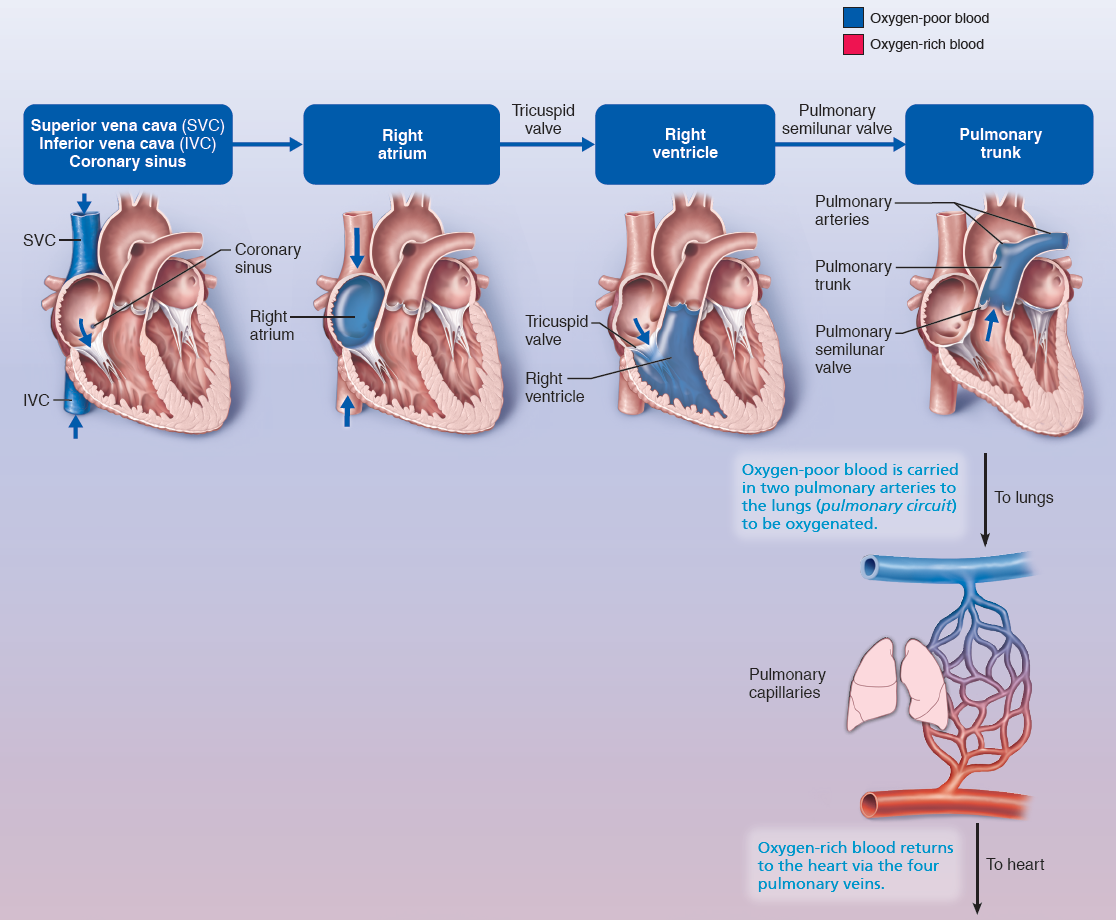 Oxygen-poor blood
Oxygen-rich blood
Superior vena cava (SVC)
Inferior vena cava (IVC)
Coronary sinus
Right
atrium
Tricuspid
valve
Right
ventricle
Pulmonary
semilunar valve
Pulmonary
trunk
SVC
Coronary
sinus
IVC
Right
atrium
Tricuspid
valve
Right
ventricle
Pulmonary
arteries
Pulmonary
trunk
Pulmonary
semilunar
valve
Oxygen-poor blood is carried
in two pulmonary arteries to
the lungs (pulmonary circuit)
to be oxygenated.
To lungs
Pulmonary
capillaries
Oxygen-rich blood returns
to the heart via the four
pulmonary veins.
To heart